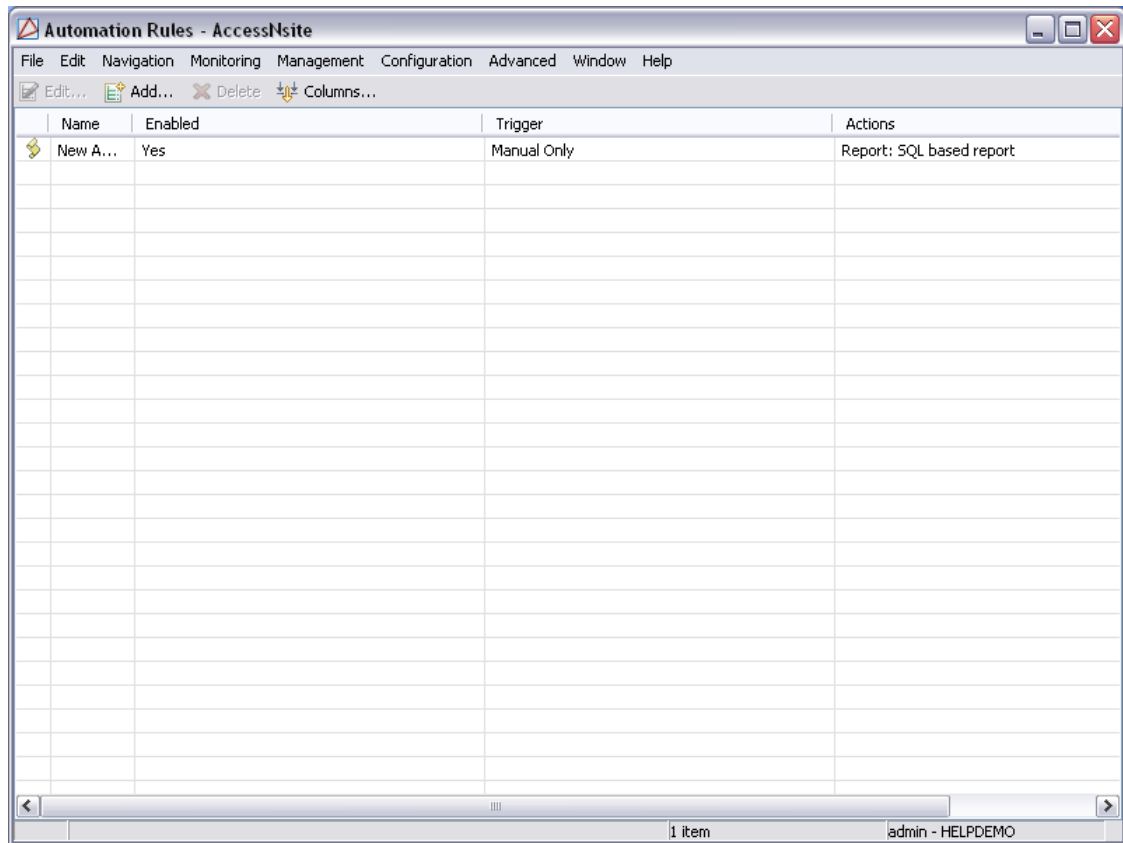 Automation Rules - AccessNsite
File Edit Navigation Monitoring Management Configuration Advanced Window Help
Edit... Add... Delete Columns...
Name Enabled Trigger Actions
New A... Yes Manual Only Report: SQL based report
1 item admin - HELPDEMO